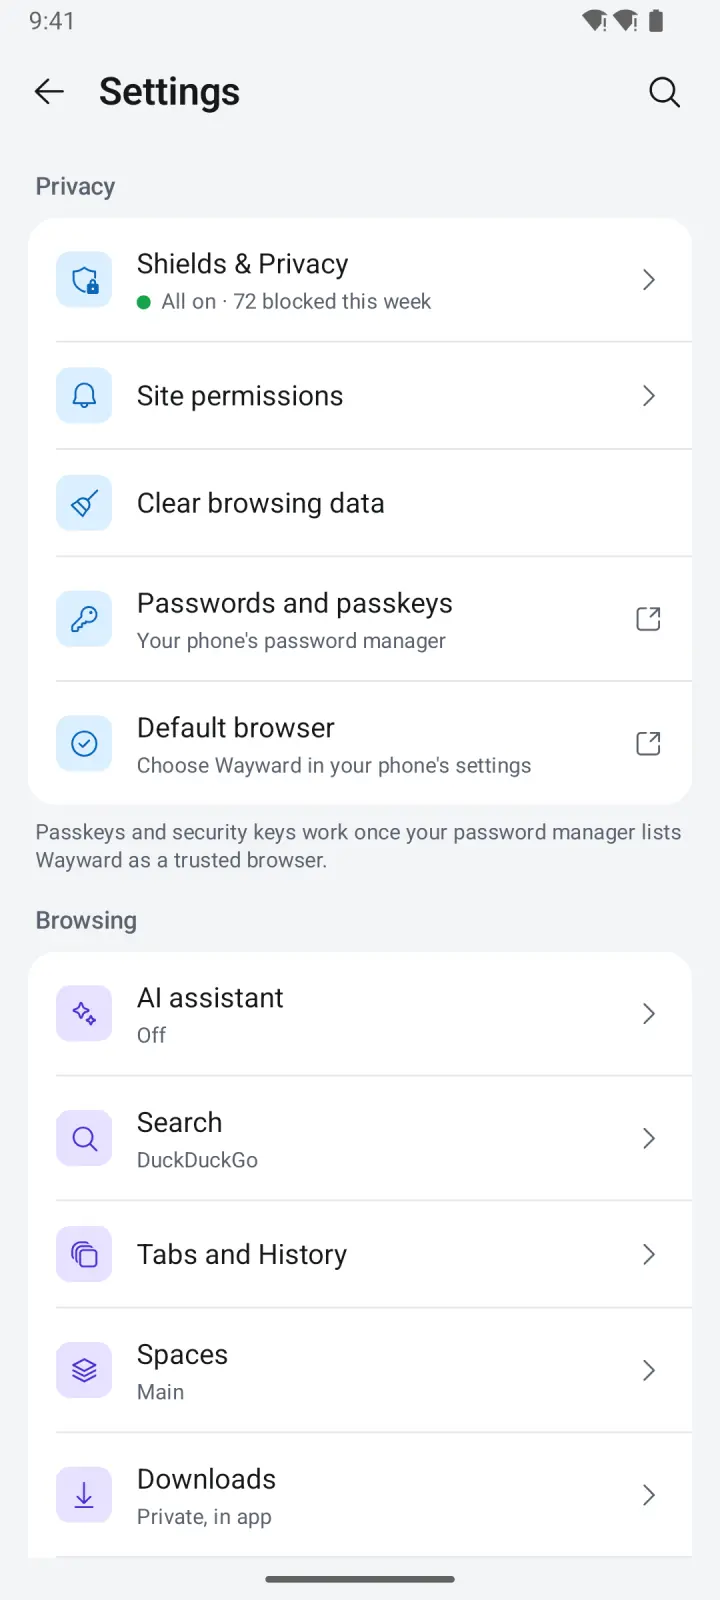 9:41
Settings
Privacy
Shields & Privacy
All on · 72 blocked this week
Site permissions
Clear browsing data
Passwords and passkeys
Your phone's password manager
Default browser
Choose Wayward in your phone's settings
Passkeys and security keys work once your password manager lists
Wayward as a trusted browser.
Browsing
AI assistant
Off
Search
DuckDuckGo
Tabs and History
Spaces
Main
Downloads
Private, in app